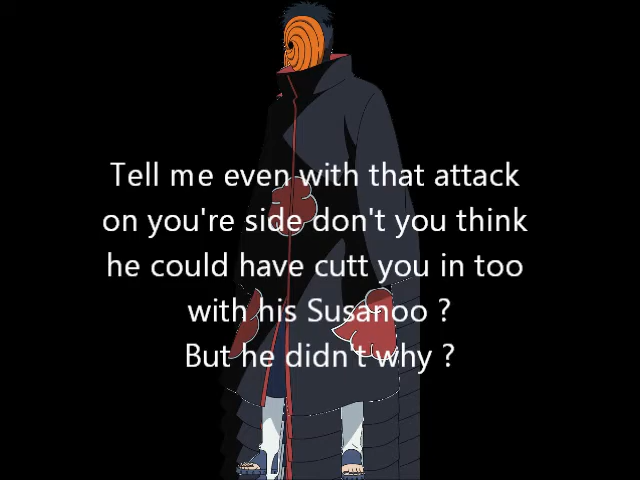 Tell me even with that attack
on you're side don't you think
he could have cutt you in too
with his Susanoo ?
But he didn't why ?